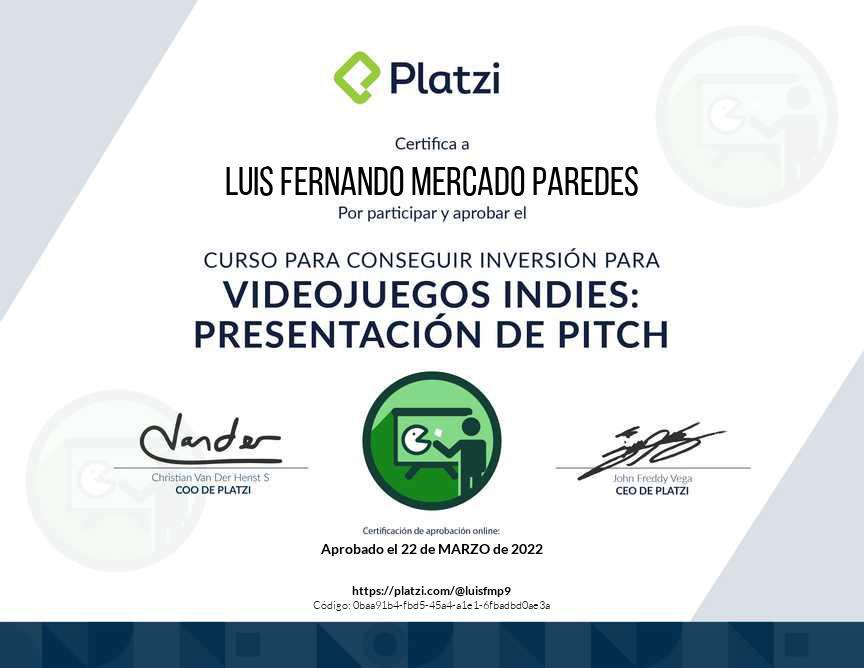 Platzi
Certifica a
LUIS FERNANDO MERCADO PAREDES
Por participar y aprobar el
CURSO PARA CONSEGUIR INVERSIÓN PARA
VIDEOJUEGOS INDIES:
PRESENTACIÓN DE PITCH
Vander
Christian Van Der Henst S
COO DE PLATZI
John Freddy Vega
CEO DE PLATZI
Certificación de aprobación online:
Aprobado el 22 de MARZO de 2022
https://platzi.com/@luisfmp9
Código: 0baa91b4-fbd5-45a4-a1e1-6fbadbd0ae3a